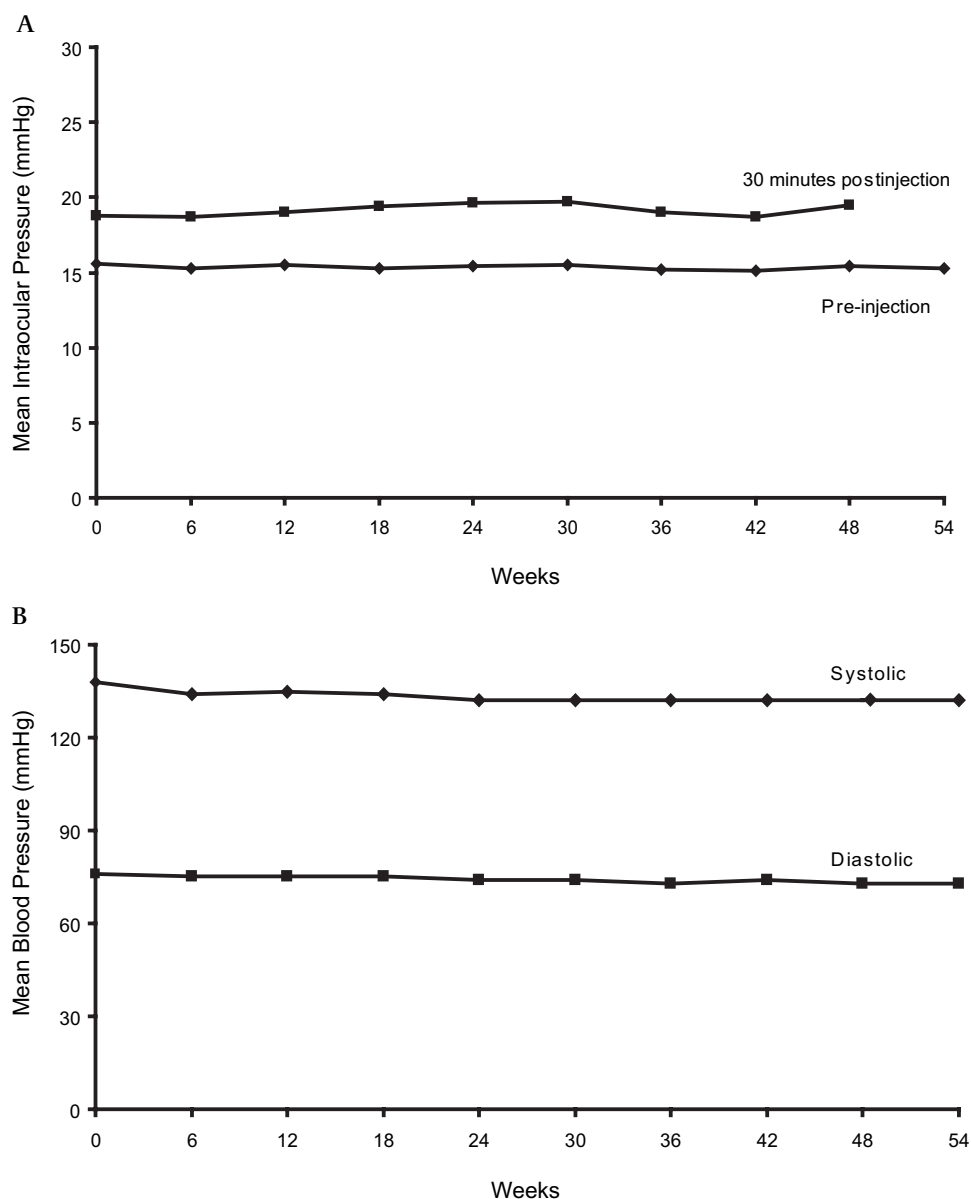 A
Mean Intraocular Pressure (mmHg)
30
25
20
15
10
5
0
30 minutes postinjection
Pre-injection
0 6 12 18 24 30 36 42 48 54
Weeks
B
Mean Blood Pressure (mmHg)
150
120
90
60
30
0
Systolic
Diastolic
0 6 12 18 24 30 36 42 48 54
Weeks